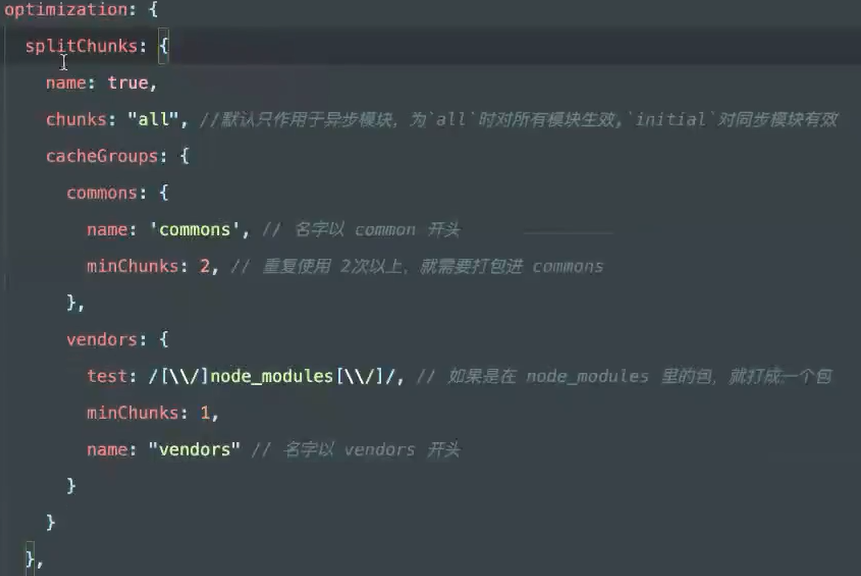 optimization: {
splitChunks: {
name: true,
chunks: "all", //默认只作用于异步模块，为`all`时对所有模块生效,`initial`对同步模块有效
cacheGroups: {
commons: {
name: 'commons', // 名字以 common 开头
minChunks: 2, // 重复使用 2次以上，就需要打包进 commons
},
vendors: {
test: /[\\/]node_modules[\\/]/, // 如果是在 node_modules 里的包，就打成一个包
minChunks: 1,
name: "vendors" // 名字以 vendors 开头
}
}
},